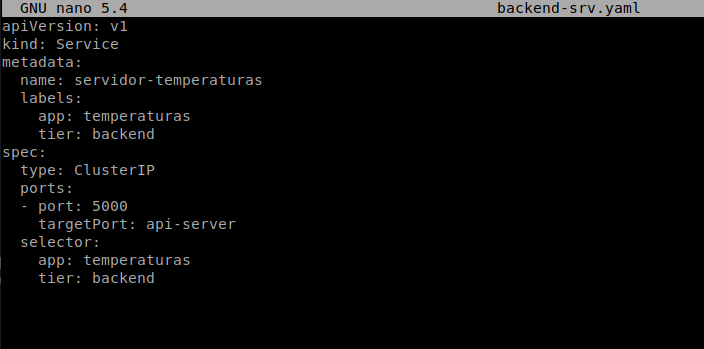 GNU nano 5.4 backend-srv.yaml
apiVersion: v1
kind: Service
metadata:
  name: servidor-temperaturas
  labels:
    app: temperaturas
    tier: backend
spec:
  type: ClusterIP
  ports:
  - port: 5000
    targetPort: api-server
  selector:
    app: temperaturas
    tier: backend